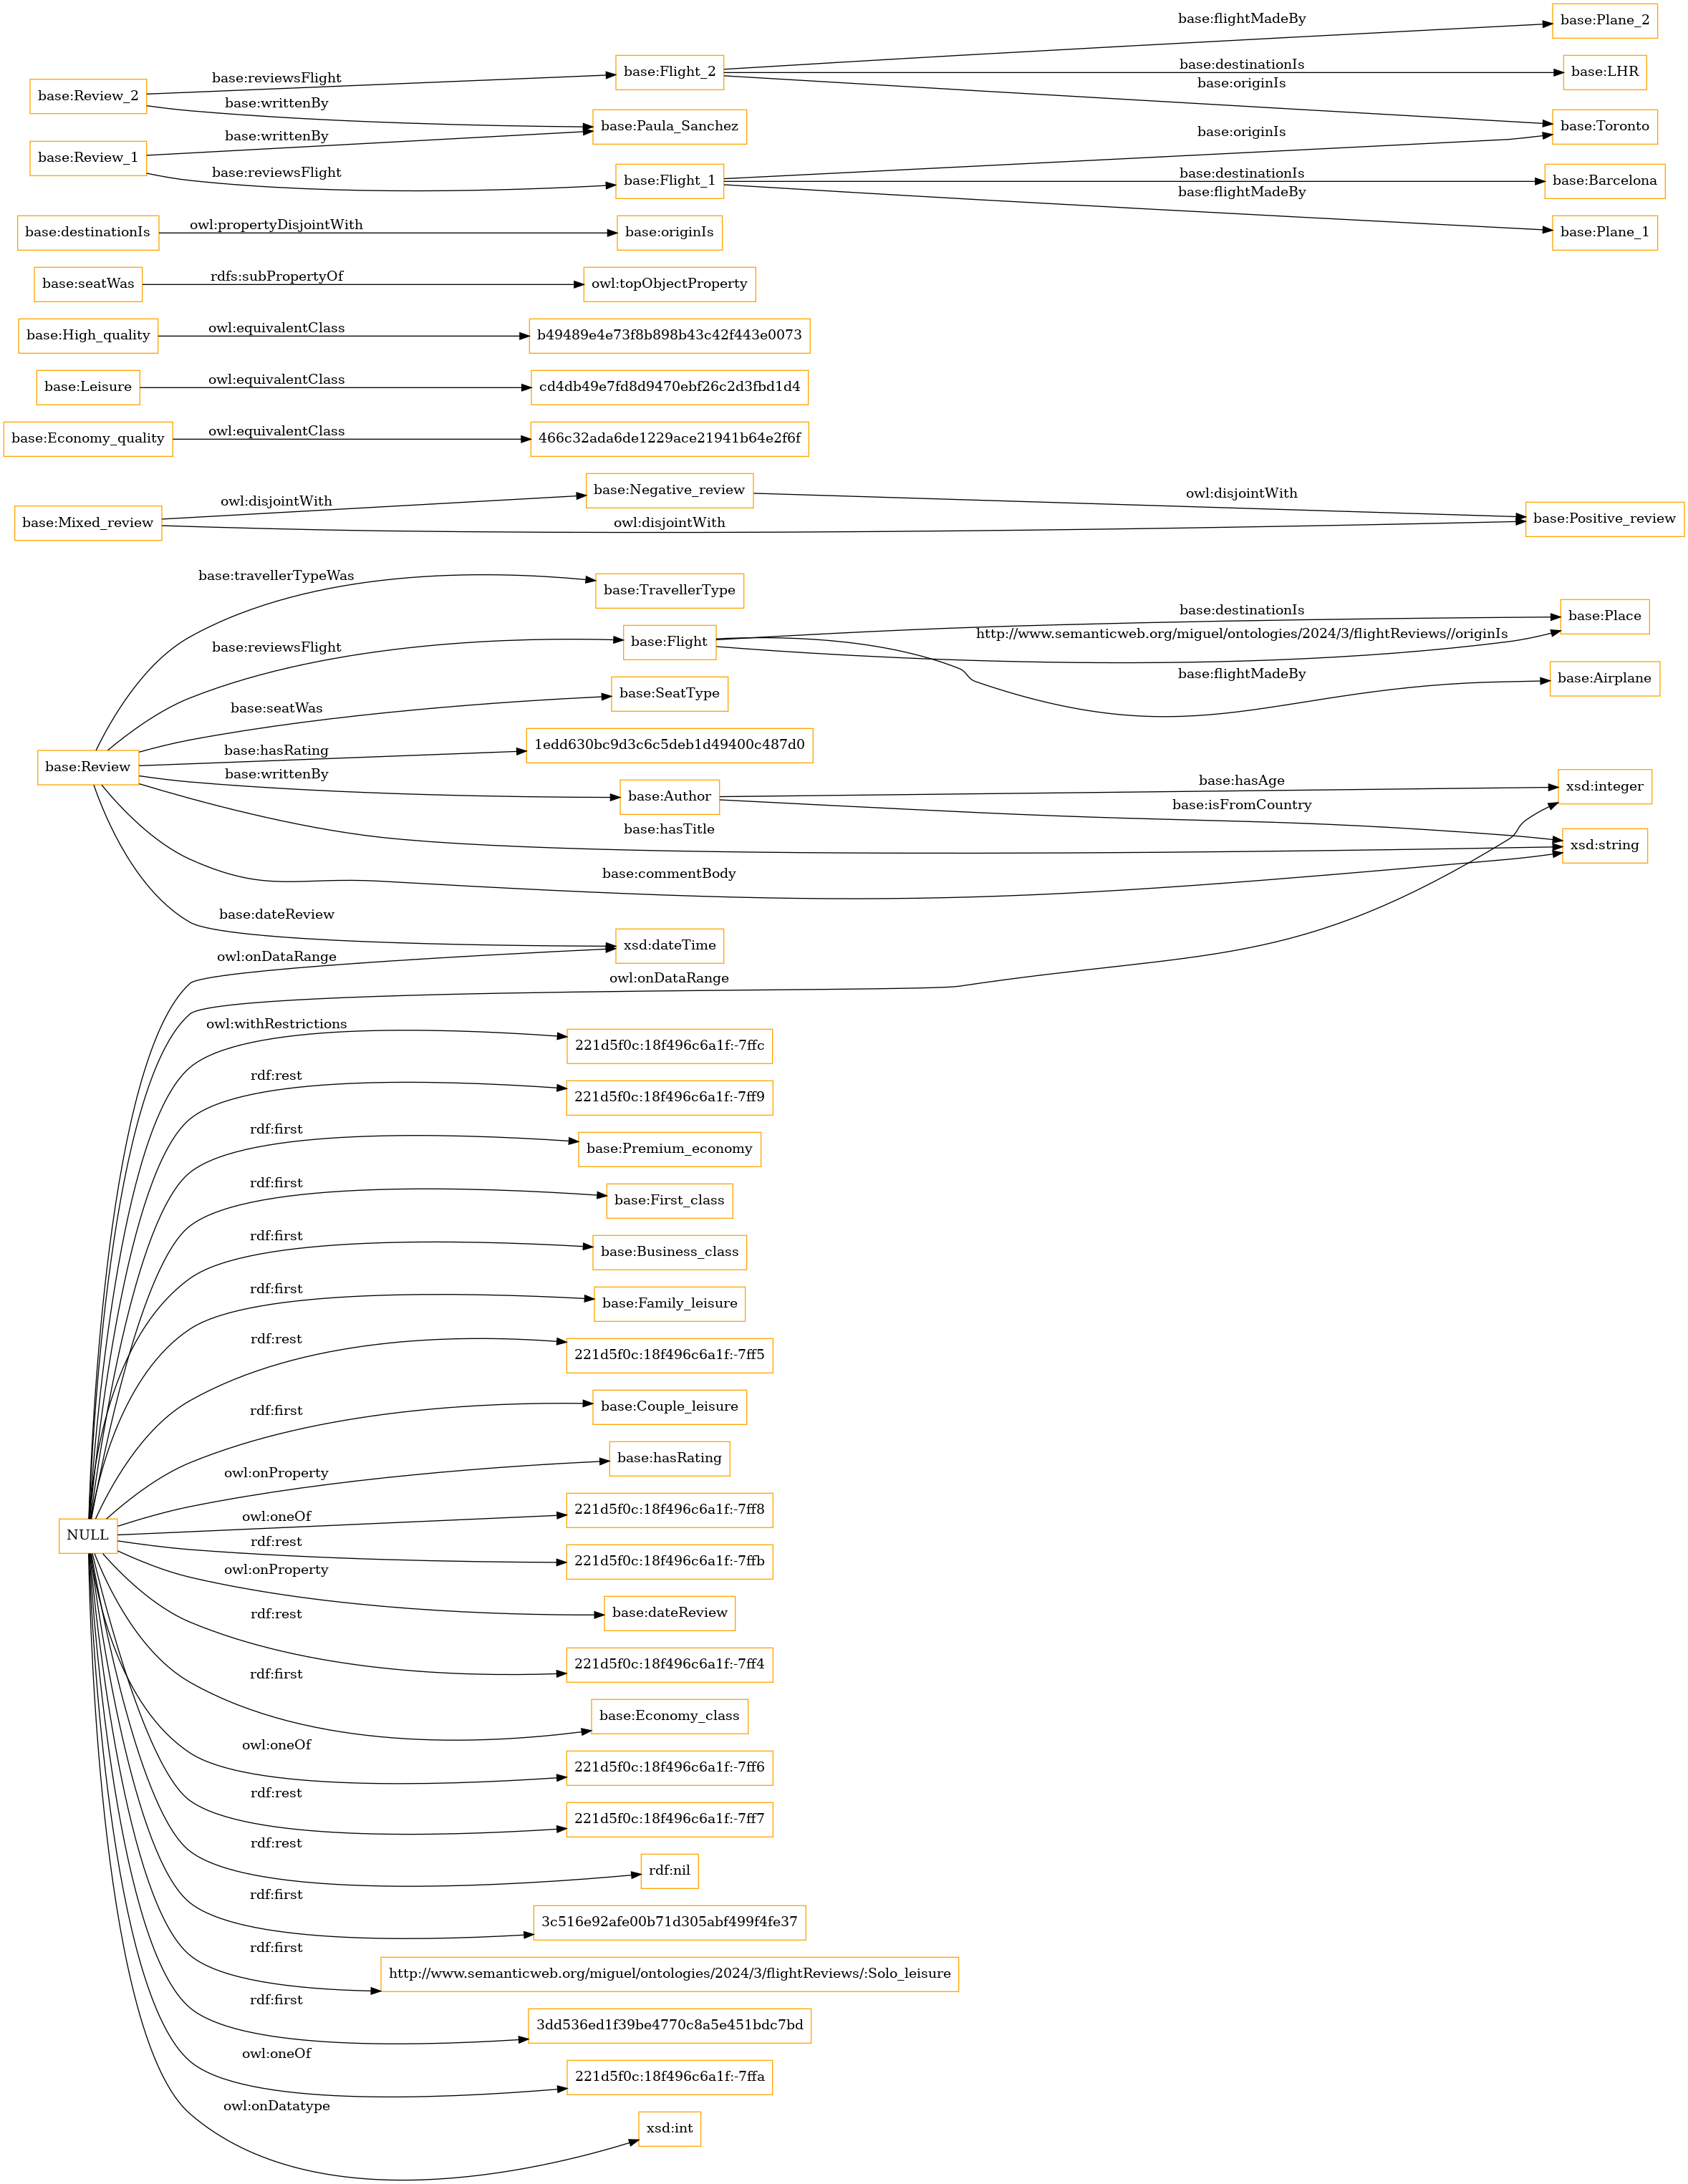 base:flightMadeBy
base:Plane_2
base:reviewsFlight
base:Flight_2
base:destinationIs
base:LHR
base:Review_2
base:originIs
base:writtenBy
base:Paula_Sanchez
base:Toronto
base:writtenBy
base:originIs
base:Review_1
base:reviewsFlight
base:Flight_1
base:destinationIs
base:Barcelona
base:flightMadeBy
base:Plane_1
base:destinationIs
owl:propertyDisjointWith
base:originIs
base:seatWas
rdfs:subPropertyOf
owl:topObjectProperty
base:High_quality
owl:equivalentClass
b49489e4e73f8b898b43c42f443e0073
base:Leisure
owl:equivalentClass
cd4db49e7fd8d9470ebf26c2d3fbd1d4
base:Economy_quality
owl:equivalentClass
466c32ada6de1229ace21941b64e2f6f
base:Mixed_review
owl:disjointWith
base:Negative_review
owl:disjointWith
owl:disjointWith
base:Positive_review
base:travellerTypeWas
base:TravellerType
base:reviewsFlight
base:Flight
base:destinationIs
base:Place
http://www.semanticweb.org/miguel/ontologies/2024/3/flightReviews//originIs
base:flightMadeBy
base:Airplane
base:seatWas
base:SeatType
base:Review
base:hasRating
1edd630bc9d3c6c5deb1d49400c487d0
base:writtenBy
base:Author
base:hasAge
xsd:integer
base:isFromCountry
base:hasTitle
xsd:string
base:commentBody
base:dateReview
xsd:dateTime
owl:onDataRange
owl:onDataRange
owl:withRestrictions
221d5f0c:18f496c6a1f:-7ffc
rdf:rest
221d5f0c:18f496c6a1f:-7ff9
rdf:first
base:Premium_economy
rdf:first
base:First_class
rdf:first
base:Business_class
rdf:first
base:Family_leisure
rdf:rest
221d5f0c:18f496c6a1f:-7ff5
rdf:first
base:Couple_leisure
owl:onProperty
base:hasRating
NULL
owl:oneOf
221d5f0c:18f496c6a1f:-7ff8
rdf:rest
221d5f0c:18f496c6a1f:-7ffb
owl:onProperty
base:dateReview
rdf:rest
221d5f0c:18f496c6a1f:-7ff4
rdf:first
base:Economy_class
owl:oneOf
221d5f0c:18f496c6a1f:-7ff6
rdf:rest
221d5f0c:18f496c6a1f:-7ff7
rdf:rest
rdf:nil
rdf:first
3c516e92afe00b71d305abf499f4fe37
rdf:first
http://www.semanticweb.org/miguel/ontologies/2024/3/flightReviews/:Solo_leisure
rdf:first
3dd536ed1f39be4770c8a5e451bdc7bd
owl:oneOf
221d5f0c:18f496c6a1f:-7ffa
owl:onDatatype
xsd:int